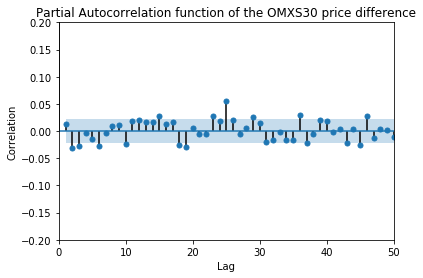 Partial Autocorrelation function of the OMXS30 price difference
Correlation
0.20
0.15
0.10
0.05
0.00
−0.05
−0.10
−0.15
−0.20
0 10 20 30 40 50
Lag